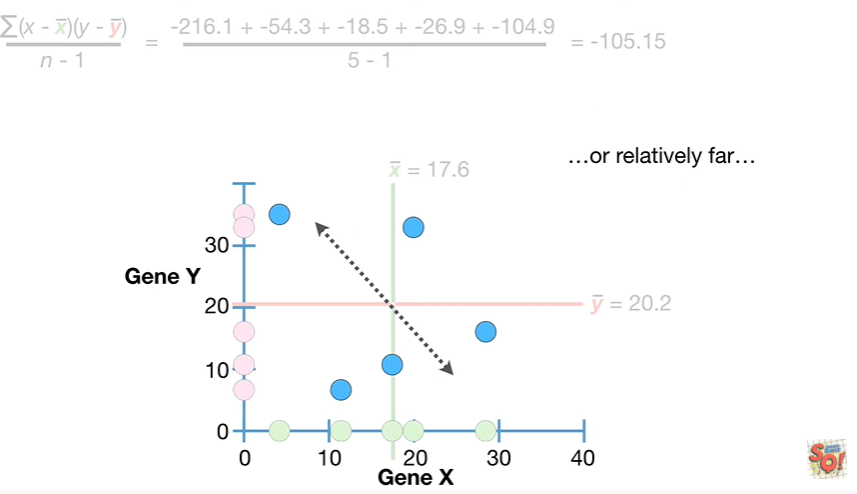 ∑(x - x̅)(y - y̅)
n - 1
=
-216.1 + -54.3 + -18.5 + -26.9 + -104.9
5 - 1
= -105.15
…or relatively far…
x̅ = 17.6
30
Gene Y
20
y̅ = 20.2
10
0
0 10 20 30 40
Gene X
SQ!